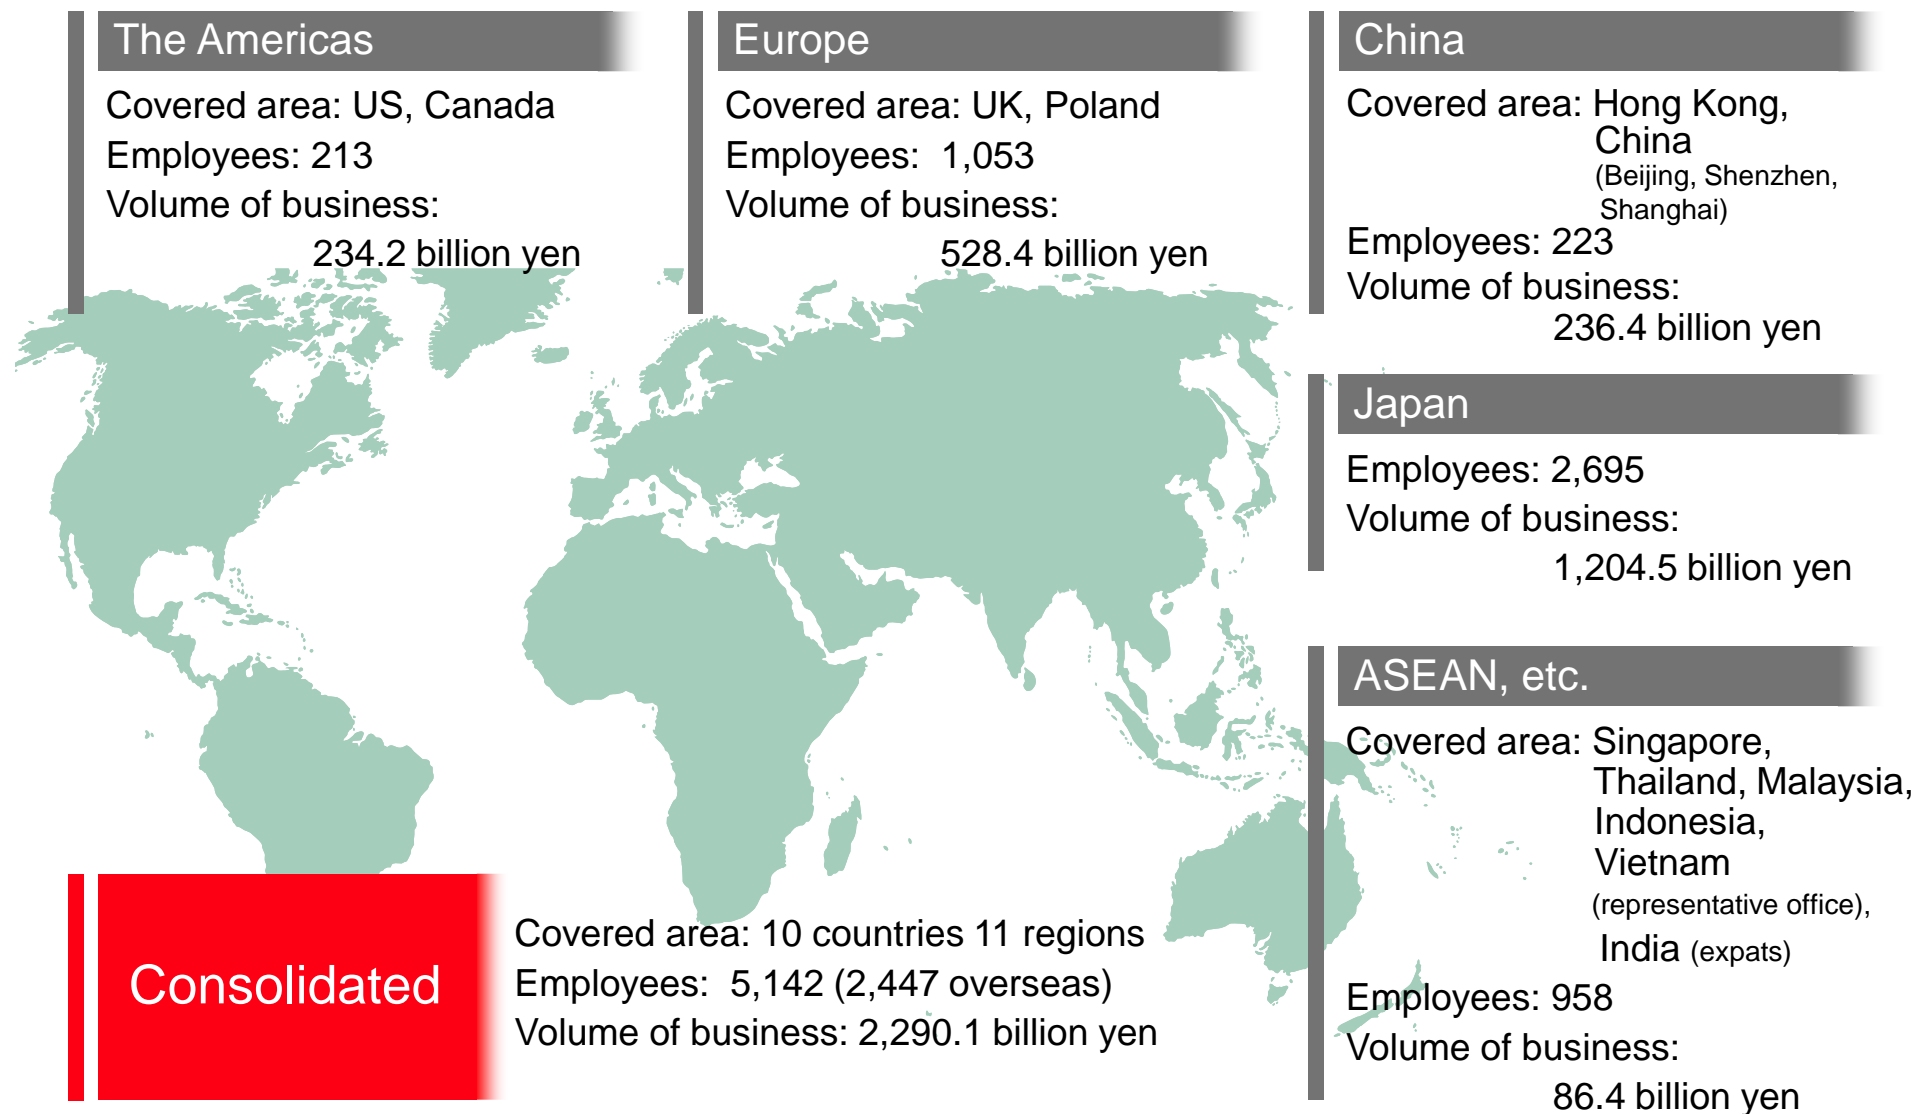 The Americas
Covered area: US, Canada
Employees: 213
Volume of business:
234.2 billion yen
Europe
Covered area: UK, Poland
Employees:  1,053
Volume of business:
528.4 billion yen
China
Covered area: Hong Kong,
China
(Beijing, Shenzhen,
Shanghai)
Employees: 223
Volume of business:
236.4 billion yen
Japan
Employees: 2,695
Volume of business:
1,204.5 billion yen
ASEAN, etc.
Covered area: Singapore,
Thailand, Malaysia,
Indonesia,
Vietnam
(representative office),
India (expats)
Employees: 958
Volume of business:
86.4 billion yen
Consolidated
Covered area: 10 countries 11 regions
Employees:  5,142 (2,447 overseas)
Volume of business: 2,290.1 billion yen